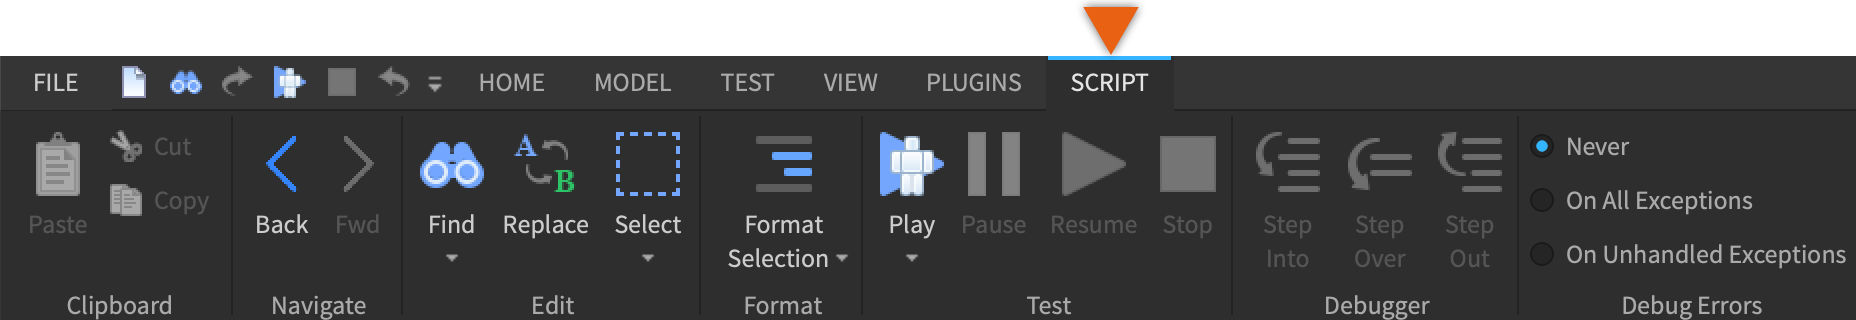 FILE HOME MODEL TEST VIEW PLUGINS SCRIPT
Paste
Cut
Copy
Clipboard
Back
Fwd
Navigate
Find
A
B
Replace
Select
Edit
Format
Selection
Format
Play
Pause
Resume
Stop
Test
Step
Into
Step
Over
Step
Out
Debugger
Never
On All Exceptions
On Unhandled Exceptions
Debug Errors